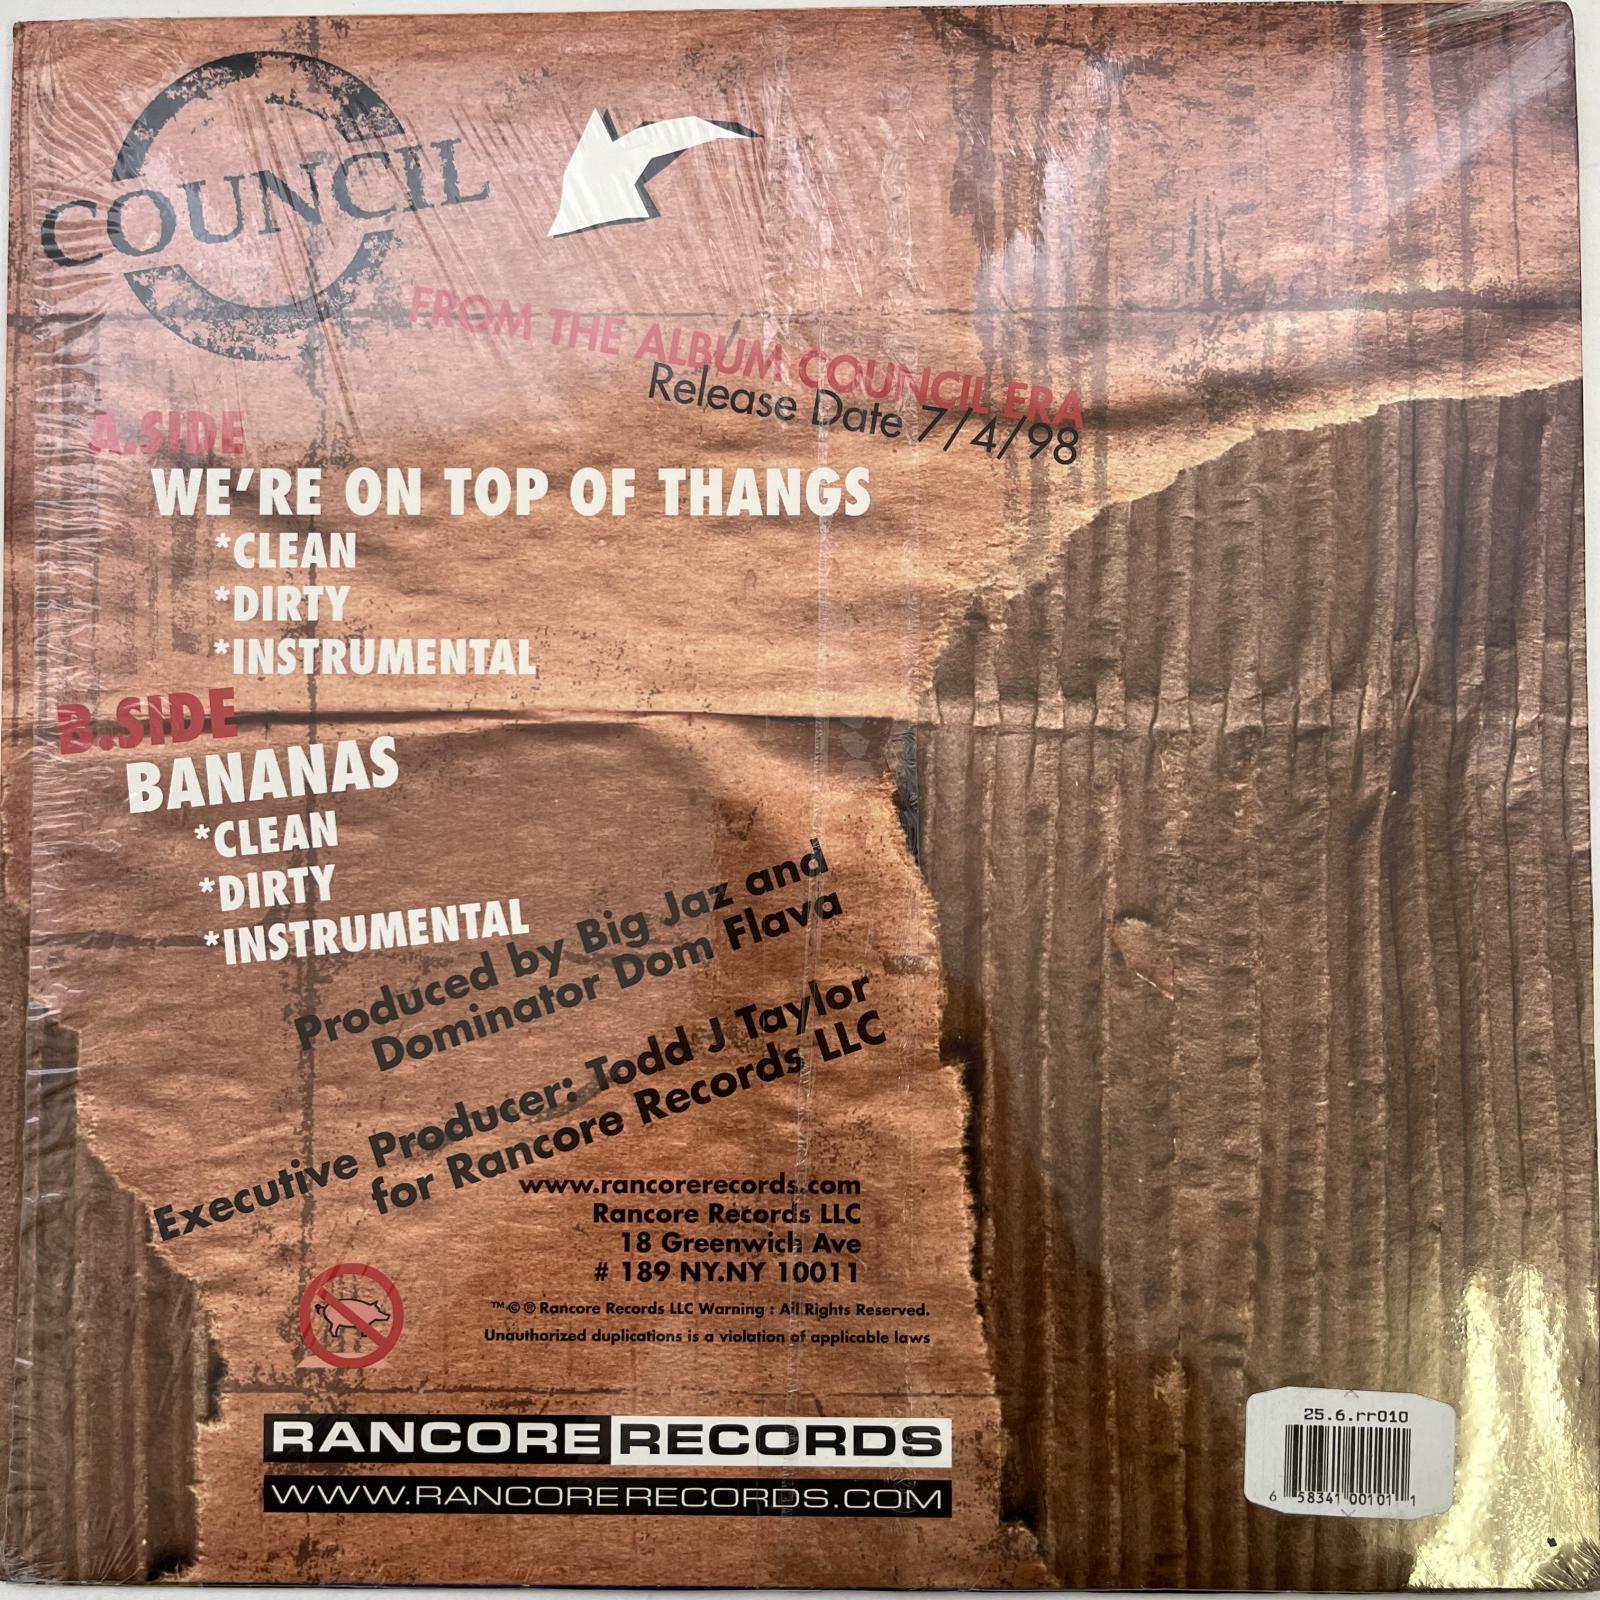 COUNCIL
FROM THE ALBUM COUNCIL ERA
Release Date 7/4/98
A.SIDE
WE'RE ON TOP OF THANGS
*CLEAN
*DIRTY
*INSTRUMENTAL
B.SIDE
BANANAS
*CLEAN
*DIRTY
*INSTRUMENTAL
Produced by Big Jaz and
Dominator Dom Flava
Executive Producer: Todd J Taylor
for Rancore Records LLC
www.rancorerecords.com
Rancore Records LLC
18 Greenwich Ave
# 189 NY.NY 10011
™©® Rancore Records LLC Warning : All Rights Reserved.
Unauthorized duplications is a violation of applicable laws
RANCORE RECORDS
WWW.RANCORERECORDS.COM
25.6.rr010
6 58341 00101 1